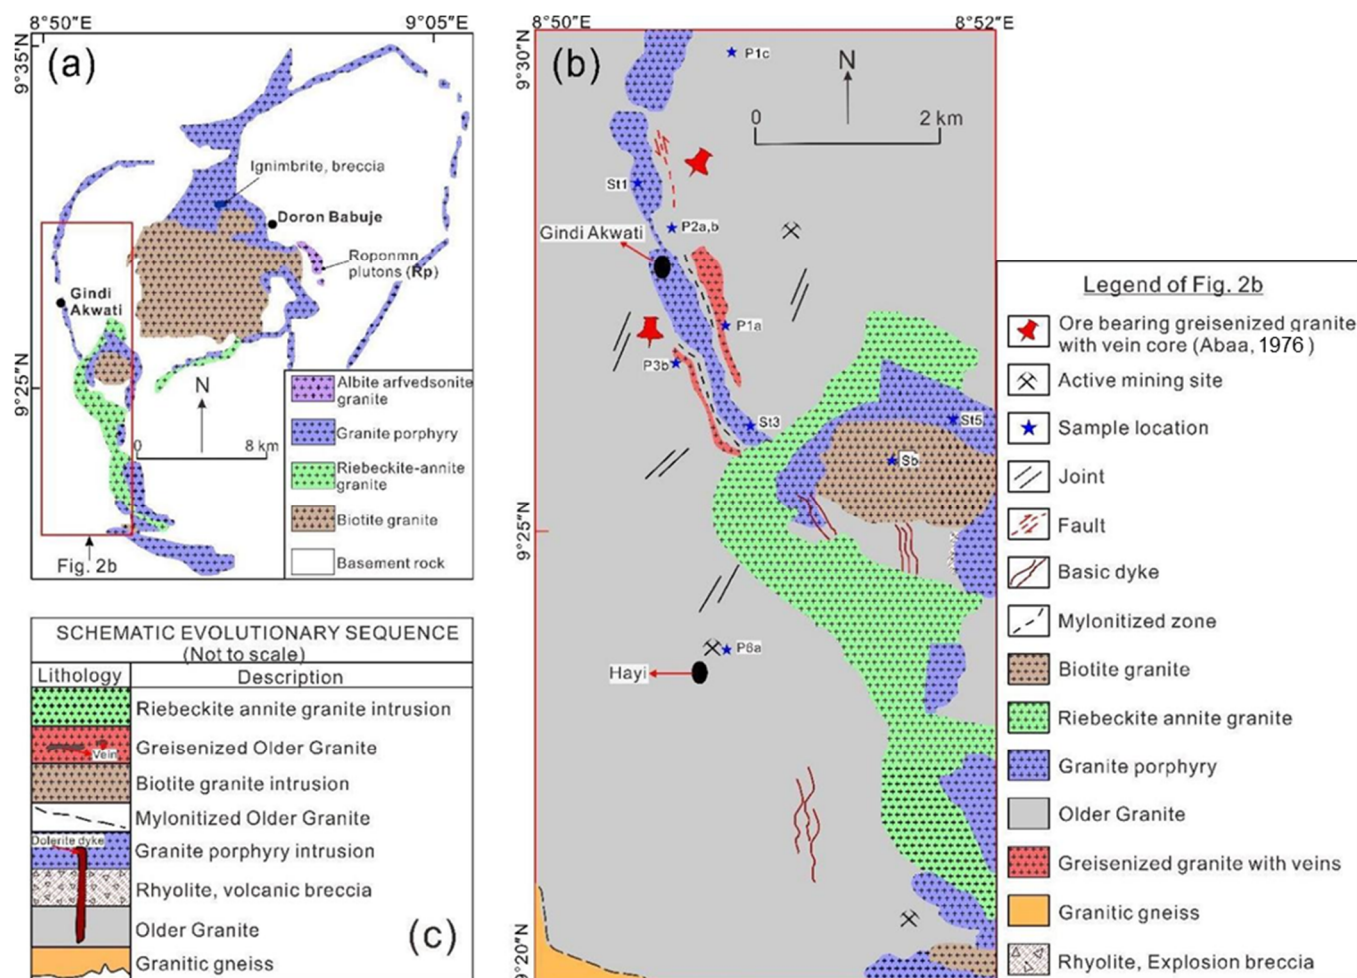 8°50"E
9°05"E
9°35"N
9°25"N
(a)
Ignimbrite, breccia
Doron Babuje
Roponmn
plutons (Rp)
Gindi
Akwati
N
0
8 km
Fig. 2b
Albite arfvedsonite
granite
Granite porphyry
Riebeckite-annite
granite
Biotite granite
Basement rock
SCHEMATIC EVOLUTIONARY SEQUENCE
(Not to scale)
Lithology
Description
Riebeckite annite granite intrusion
Vein
Greisenized Older Granite
Biotite granite intrusion
Mylonitized Older Granite
Dolerite dyke
Granite porphyry intrusion
Rhyolite, volcanic breccia
Older Granite
Granitic gneiss
(c)
8°50"E
8°52"E
9°30"N
9°25"N
9°20"N
(b)
P1c
N
0
2 km
St1
P2a,b
Gindi Akwati
P1a
P3b
St3
St5
Sb
P6a
Hayi
Legend of Fig. 2b
Ore bearing greisenized granite
with vein core (Abaa, 1976 )
Active mining site
Sample location
Joint
Fault
Basic dyke
Mylonitized zone
Biotite granite
Riebeckite annite granite
Granite porphyry
Older Granite
Greisenized granite with veins
Granitic gneiss
Rhyolite, Explosion breccia